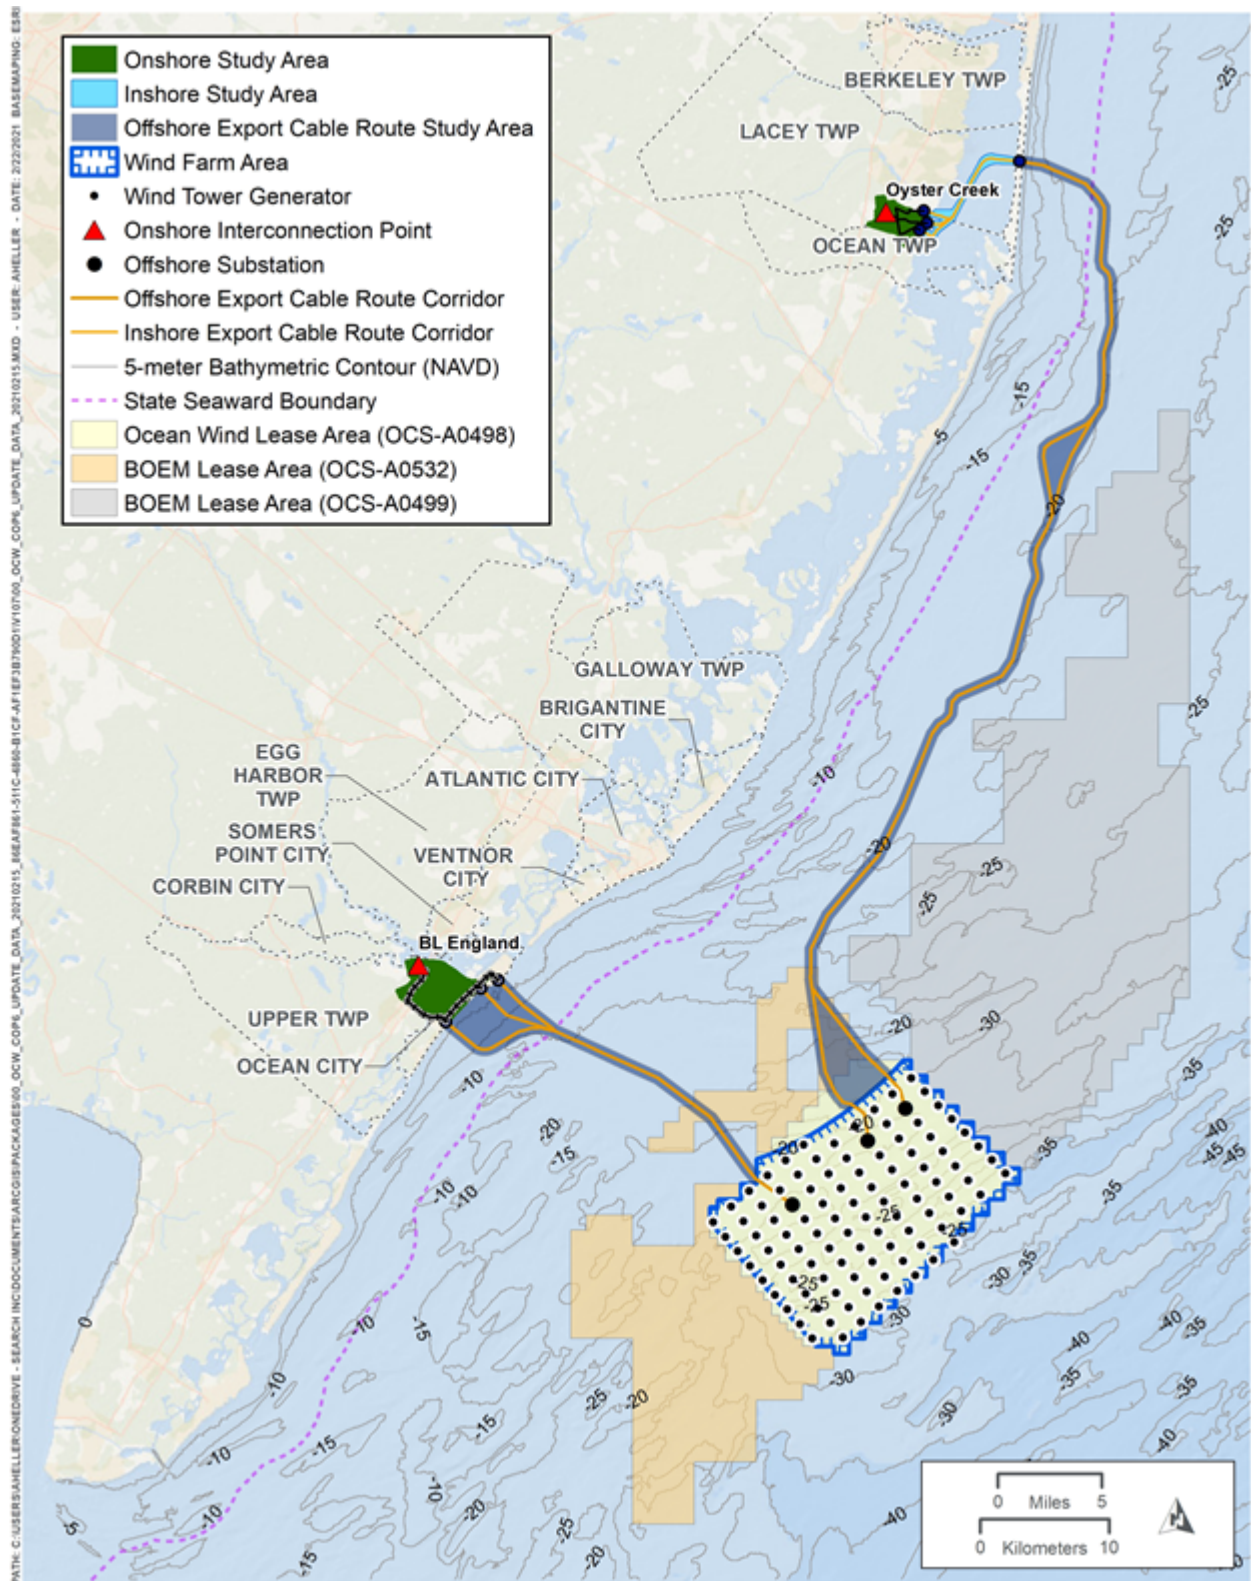 Onshore Study Area
Inshore Study Area
Offshore Export Cable Route Study Area
Wind Farm Area
Wind Tower Generator
Onshore Interconnection Point
Offshore Substation
Offshore Export Cable Route Corridor
Inshore Export Cable Route Corridor
5-meter Bathymetric Contour (NAVD)
State Seaward Boundary
Ocean Wind Lease Area (OCS-A0498)
BOEM Lease Area (OCS-A0532)
BOEM Lease Area (OCS-A0499)
BERKELEY TWP
LACEY TWP
Oyster Creek
OCEAN TWP
-25
-25
-15
-5
-15
-20
GALLOWAY TWP
BRIGANTINE
CITY
-25
EGG
HARBOR
TWP
ATLANTIC CITY
-10
SOMERS
POINT CITY
VENTNOR
CITY
-20
-25
-25
CORBIN CITY
BL England
UPPER TWP
-20
-30
OCEAN CITY
-10
-35
-20
-20
-20
-40
-45
-45
-15
-35
-35
-10
-10
-25
-25
-30
-35
-25
-25
-30
0
-10
-15
-40
-40
-35
-30
-35
-35
-10
-25
-20
-30
-40
-15
-15
-10
-10
-20
-40
-5
-10
-25
-15
-20
0 Miles 5
0 Kilometers 10